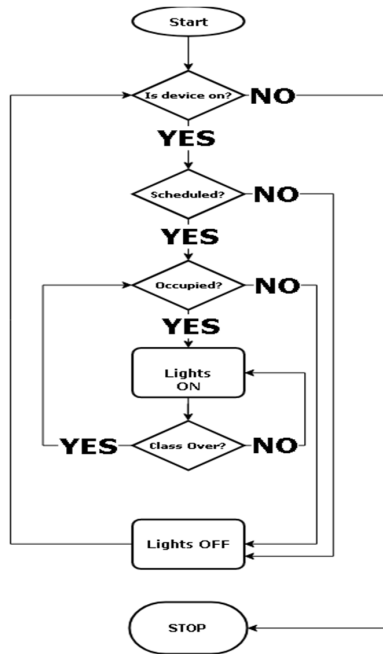 Start
Is device on?
NO
YES
Scheduled?
NO
YES
Occupied?
NO
YES
Lights
ON
YES
Class Over?
NO
Lights OFF
STOP